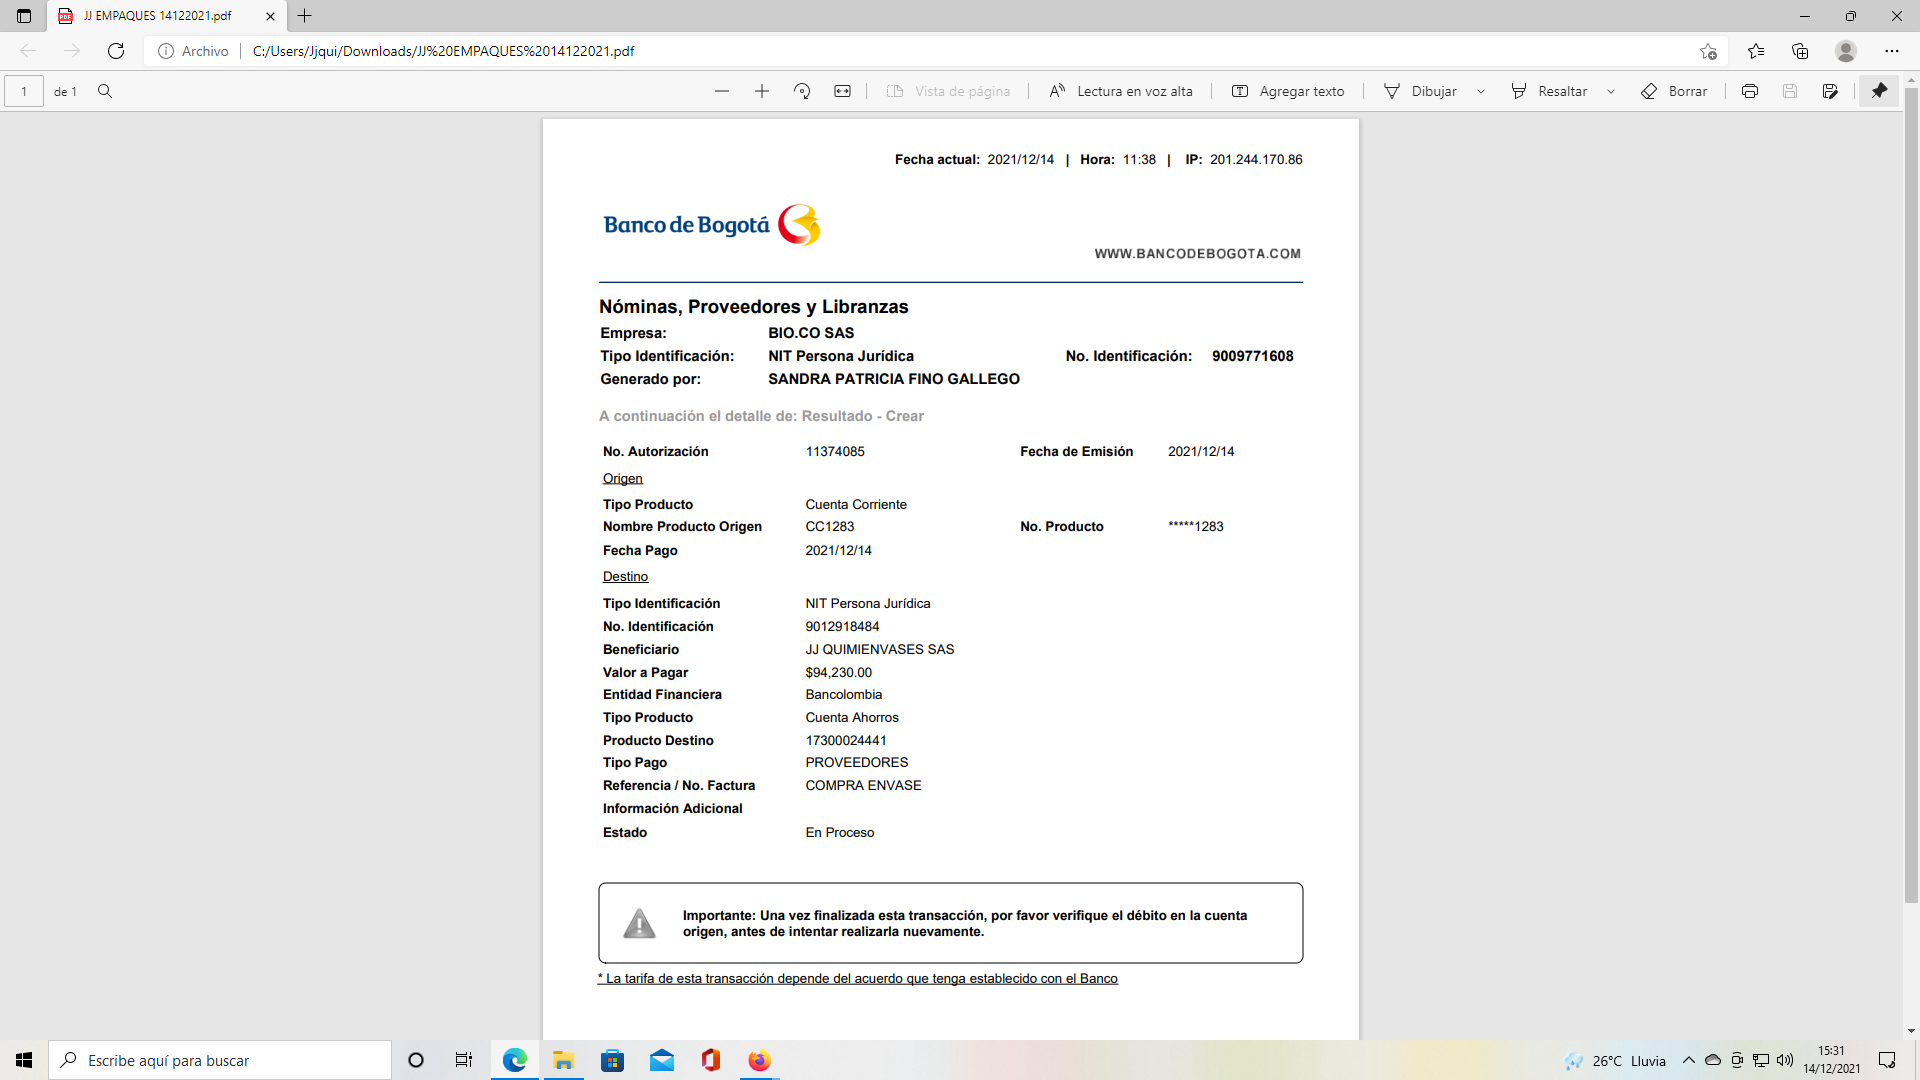 JJ EMPAQUES 14122021.pdf
Archivo
C:/Users/Jjqui/Downloads/JJ%20EMPAQUES%2014122021.pdf
1 de 1
Vista de página
Lectura en voz alta
Agregar texto
Dibujar
Resaltar
Borrar
Fecha actual: 2021/12/14 | Hora: 11:38 | IP: 201.244.170.86
Banco de Bogotá
WWW.BANCODEBOGOTA.COM
Nóminas, Proveedores y Libranzas
Empresa: BIO.CO SAS
Tipo Identificación: NIT Persona Jurídica No. Identificación: 9009771608
Generado por: SANDRA PATRICIA FINO GALLEGO
A continuación el detalle de: Resultado - Crear
No. Autorización 11374085 Fecha de Emisión 2021/12/14
Origen
Tipo Producto Cuenta Corriente
Nombre Producto Origen CC1283 No. Producto *****1283
Fecha Pago 2021/12/14
Destino
Tipo Identificación NIT Persona Jurídica
No. Identificación 9012918484
Beneficiario JJ QUIMIENVASES SAS
Valor a Pagar $94,230.00
Entidad Financiera Bancolombia
Tipo Producto Cuenta Ahorros
Producto Destino 17300024441
Tipo Pago PROVEEDORES
Referencia / No. Factura COMPRA ENVASE
Información Adicional
Estado En Proceso
Importante: Una vez finalizada esta transacción, por favor verifique el débito en la cuenta
origen, antes de intentar realizarla nuevamente.
* La tarifa de esta transacción depende del acuerdo que tenga establecido con el Banco
Escribe aquí para buscar
26°C Lluvia
15:31
14/12/2021